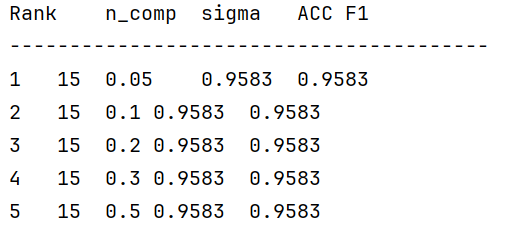 Rank    n_comp  sigma   ACC F1
----------------------------------------
1   15  0.05    0.9583  0.9583
2   15  0.1 0.9583  0.9583
3   15  0.2 0.9583  0.9583
4   15  0.3 0.9583  0.9583
5   15  0.5 0.9583  0.9583